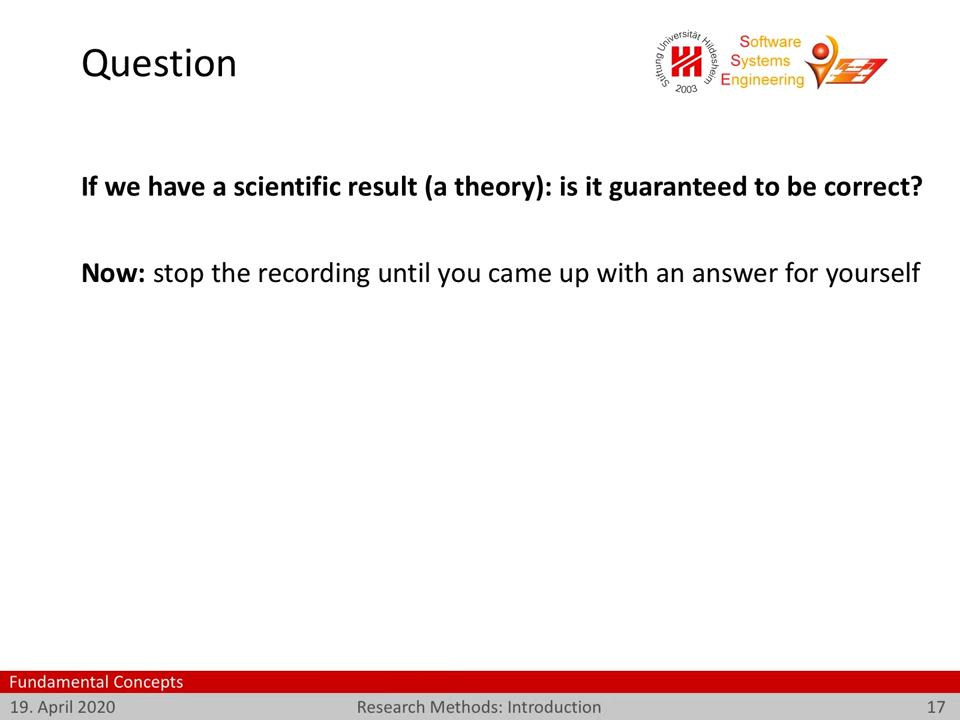 Question
Stiftung Universität Hildesheim
2003
Software
Systems
Engineering
If we have a scientific result (a theory): is it guaranteed to be correct?
Now: stop the recording until you came up with an answer for yourself
Fundamental Concepts
19. April 2020 Research Methods: Introduction 17